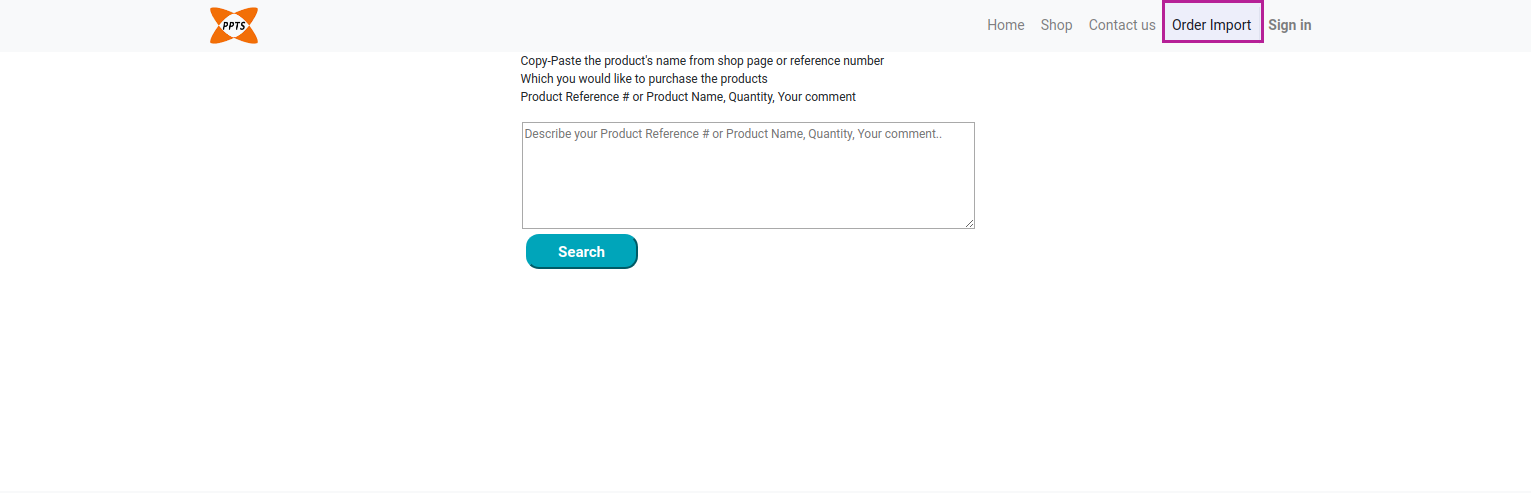 PPTS
Home Shop Contact us Order Import Sign in
Copy-Paste the product's name from shop page or reference number
Which you would like to purchase the products
Product Reference # or Product Name, Quantity, Your comment
Describe your Product Reference # or Product Name, Quantity, Your comment..
Search